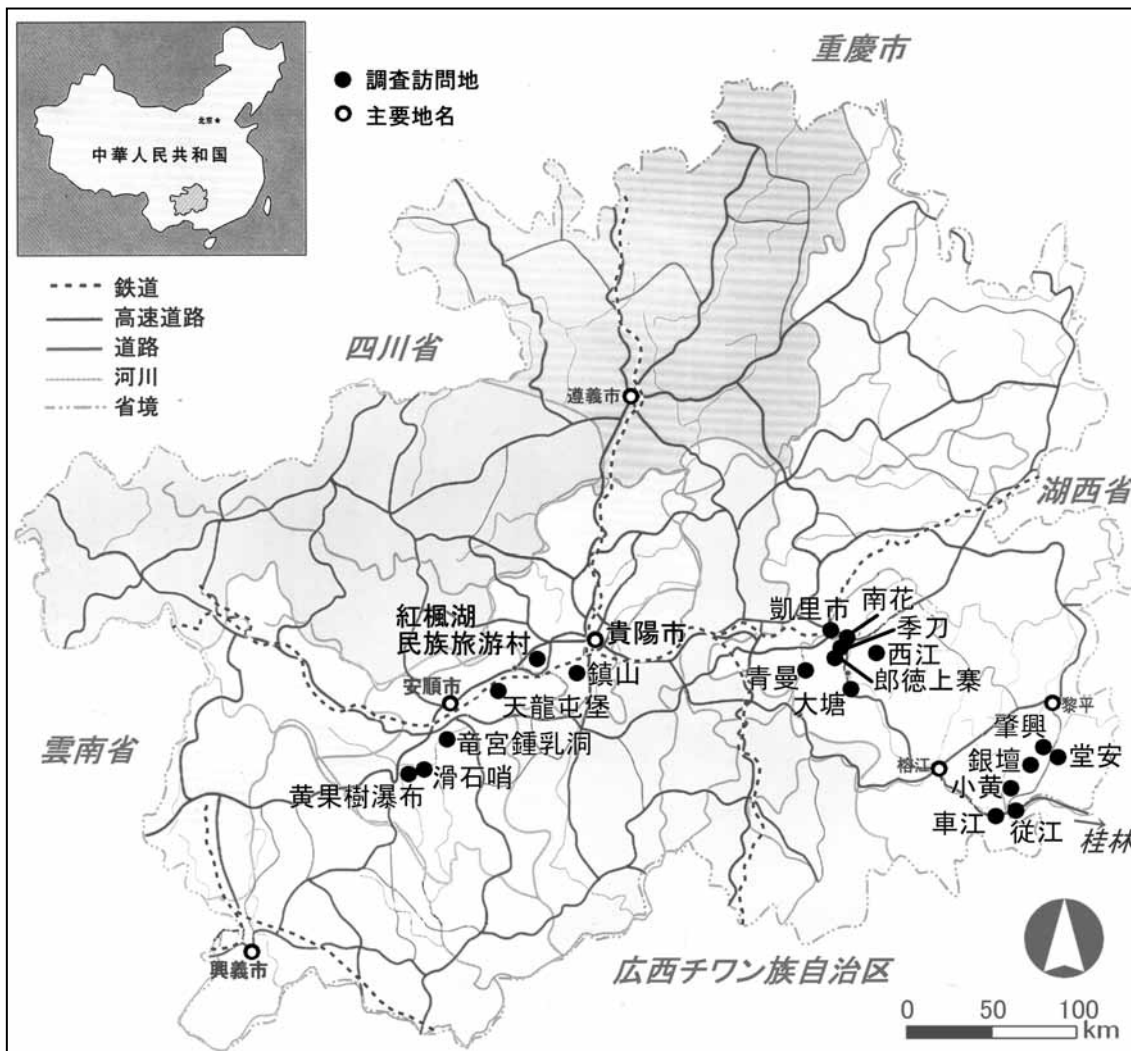 重慶市
調査訪問地
主要地名
北京
中華人民共和国
鉄道
高速道路
道路
河川
省境
四川省
遵義市
湖西省
凱里市
南花
季刀
西江
郎徳上寨
青曼
大塘
紅楓湖
民族旅游村
貴陽市
鎮山
安順市
天龍屯堡
竜宮鍾乳洞
滑石哨
黄果樹瀑布
雲南省
黎平
肇興
堂安
銀壇
榕江
小黄
車江
従江
桂林
興義市
広西チワン族自治区
0 50 100
km